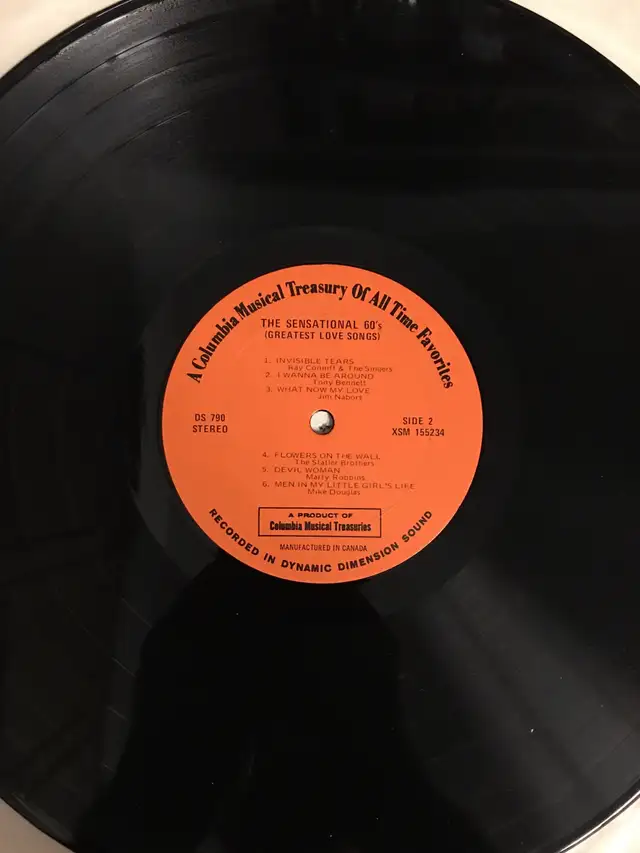 A Columbia Musical Treasury Of All Time Favorites
THE SENSATIONAL 60's
(GREATEST LOVE SONGS)
1. INVISIBLE TEARS
Ray Conniff & The Singers
2. I WANNA BE AROUND
Tony Bennett
3. WHAT NOW MY LOVE
Jim Nabors
DS 790
STEREO
SIDE 2
XSM 155234
4. FLOWERS ON THE WALL
The Statler Brothers
5. DEVIL WOMAN
Marty Robbins
6. MEN IN MY LITTLE GIRL'S LIFE
Mike Douglas
A PRODUCT OF
Columbia Musical Treasuries
MANUFACTURED IN CANADA
RECORDED IN DYNAMIC DIMENSION SOUND